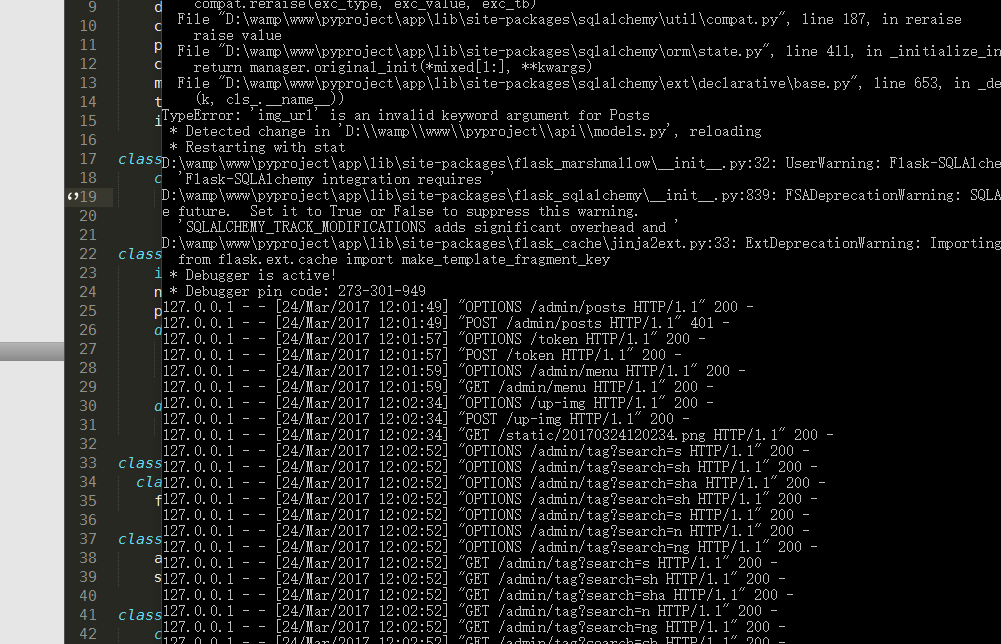 compat.reraise(exc_type, exc_value, exc_tb)
File "D:\wamp\www\pyproject\app\lib\site-packages\sqlalchemy\util\compat.py", line 187, in reraise
raise value
File "D:\wamp\www\pyproject\app\lib\site-packages\sqlalchemy\orm\state.py", line 411, in _initialize_in
return manager.original_init(*mixed[1:], **kwargs)
File "D:\wamp\www\pyproject\app\lib\site-packages\sqlalchemy\ext\declarative\base.py", line 653, in _de
(k, cls_.__name__))
TypeError: 'img_url' is an invalid keyword argument for Posts
* Detected change in 'D:\\wamp\\www\\pyproject\\api\\models.py', reloading
* Restarting with stat
D:\wamp\www\pyproject\app\lib\site-packages\flask_marshmallow\__init__.py:32: UserWarning: Flask-SQLAlche
'Flask-SQLAlchemy integration requires '
D:\wamp\www\pyproject\app\lib\site-packages\flask_sqlalchemy\__init__.py:839: FSADeprecationWarning: SQLA
e future.  Set it to True or False to suppress this warning.
'SQLALCHEMY_TRACK_MODIFICATIONS adds significant overhead and '
D:\wamp\www\pyproject\app\lib\site-packages\flask_cache\jinja2ext.py:33: ExtDeprecationWarning: Importing
from flask.ext.cache import make_template_fragment_key
* Debugger is active!
* Debugger pin code: 273-301-949
127.0.0.1 - - [24/Mar/2017 12:01:49] "OPTIONS /admin/posts HTTP/1.1" 200 -
127.0.0.1 - - [24/Mar/2017 12:01:49] "POST /admin/posts HTTP/1.1" 401 -
127.0.0.1 - - [24/Mar/2017 12:01:57] "OPTIONS /token HTTP/1.1" 200 -
127.0.0.1 - - [24/Mar/2017 12:01:57] "POST /token HTTP/1.1" 200 -
127.0.0.1 - - [24/Mar/2017 12:01:59] "OPTIONS /admin/menu HTTP/1.1" 200 -
127.0.0.1 - - [24/Mar/2017 12:01:59] "GET /admin/menu HTTP/1.1" 200 -
127.0.0.1 - - [24/Mar/2017 12:02:34] "OPTIONS /up-img HTTP/1.1" 200 -
127.0.0.1 - - [24/Mar/2017 12:02:34] "POST /up-img HTTP/1.1" 200 -
127.0.0.1 - - [24/Mar/2017 12:02:34] "GET /static/20170324120234.png HTTP/1.1" 200 -
127.0.0.1 - - [24/Mar/2017 12:02:52] "OPTIONS /admin/tag?search=s HTTP/1.1" 200 -
127.0.0.1 - - [24/Mar/2017 12:02:52] "OPTIONS /admin/tag?search=sh HTTP/1.1" 200 -
127.0.0.1 - - [24/Mar/2017 12:02:52] "OPTIONS /admin/tag?search=sha HTTP/1.1" 200 -
127.0.0.1 - - [24/Mar/2017 12:02:52] "OPTIONS /admin/tag?search=sh HTTP/1.1" 200 -
127.0.0.1 - - [24/Mar/2017 12:02:52] "OPTIONS /admin/tag?search=s HTTP/1.1" 200 -
127.0.0.1 - - [24/Mar/2017 12:02:52] "OPTIONS /admin/tag?search=n HTTP/1.1" 200 -
127.0.0.1 - - [24/Mar/2017 12:02:52] "OPTIONS /admin/tag?search=ng HTTP/1.1" 200 -
127.0.0.1 - - [24/Mar/2017 12:02:52] "GET /admin/tag?search=s HTTP/1.1" 200 -
127.0.0.1 - - [24/Mar/2017 12:02:52] "GET /admin/tag?search=sh HTTP/1.1" 200 -
127.0.0.1 - - [24/Mar/2017 12:02:52] "GET /admin/tag?search=sha HTTP/1.1" 200 -
127.0.0.1 - - [24/Mar/2017 12:02:52] "GET /admin/tag?search=n HTTP/1.1" 200 -
127.0.0.1 - - [24/Mar/2017 12:02:52] "GET /admin/tag?search=ng HTTP/1.1" 200 -
127.0.0.1 - - [24/Mar/2017 12:02:52] "GET /admin/tag?search=sh HTTP/1.1" 200 -
9 d
10 c
11 p
12 c
13 m
14 t
15 i
16
17 class
18 c
19
20
21
22 class
23 i
24 n
25 p
26 a
27
28
29
30 a
31
32
33 class
34 cla
35 f
36
37 class
38 a
39 s
40
41 class
42 c